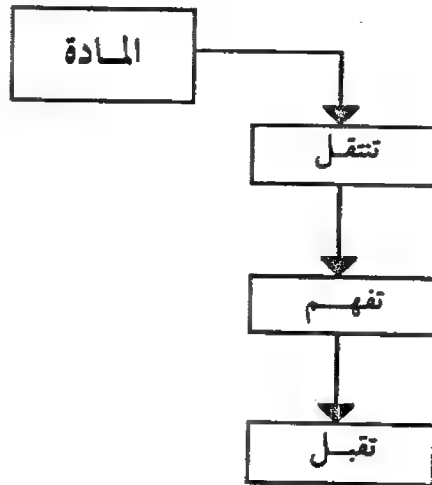 المادة
تنتقل
تفهم
تقبل